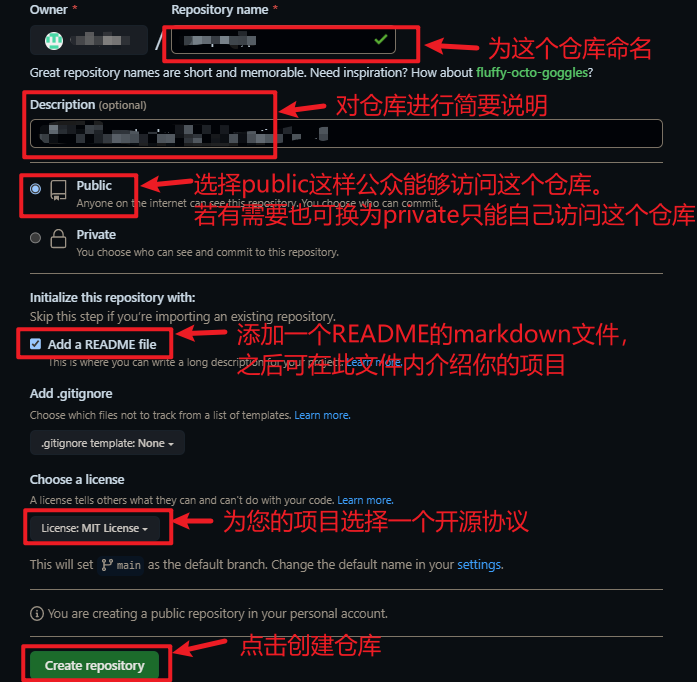 Owner *
Repository name *
/
为这个仓库命名
Great repository names are short and memorable. Need inspiration? How about fluffy-octo-goggles?
Description (optional)
对仓库进行简要说明
Public
选择public这样公众能够访问这个仓库。
Anyone on the internet can see this repository. You choose who can commit.
若有需要也可换为private只能自己访问这个仓库
Private
You choose who can see and commit to this repository.
Initialize this repository with:
Skip this step if you're importing an existing repository.
添加一个README的markdown文件，
Add a README file
This is where you can write a long description for your project. Learn more.
之后可在此文件内介绍你的项目
Add .gitignore
Choose which files not to track from a list of templates. Learn more.
.gitignore template: None
Choose a license
A license tells others what they can and can't do with your code. Learn more.
License: MIT License
为您的项目选择一个开源协议
This will set main as the default branch. Change the default name in your settings.
You are creating a public repository in your personal account.
点击创建仓库
Create repository